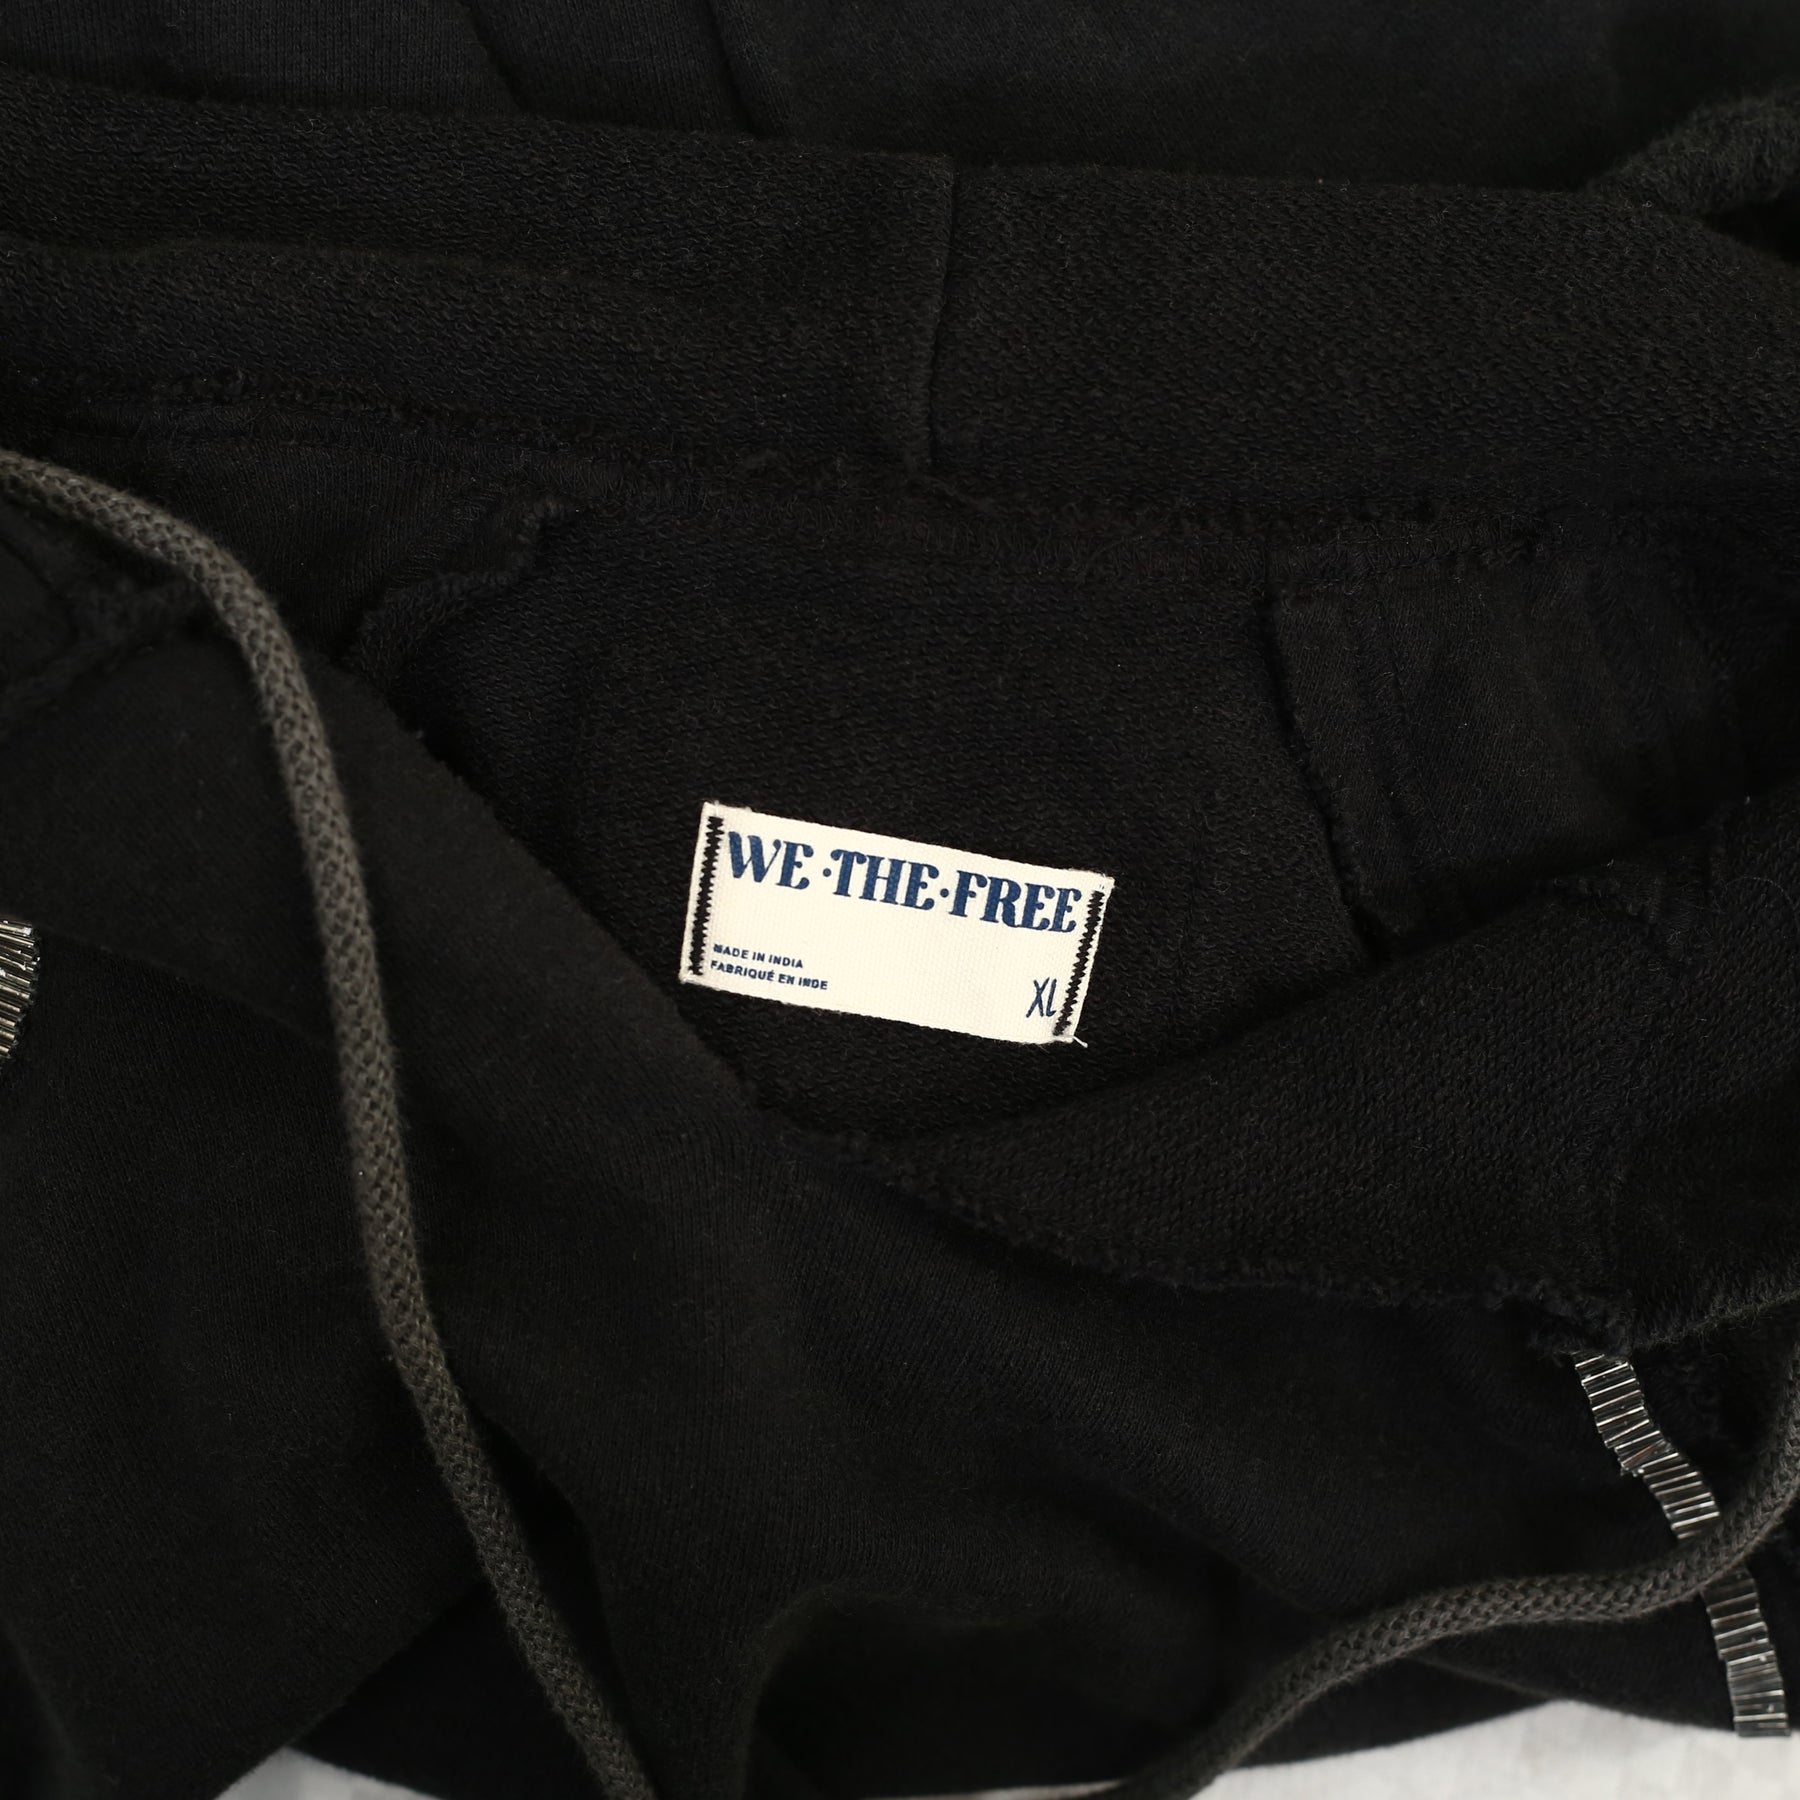 WE·THE·FREE
MADE IN INDIA
FABRIQUÉ EN INDE
XL